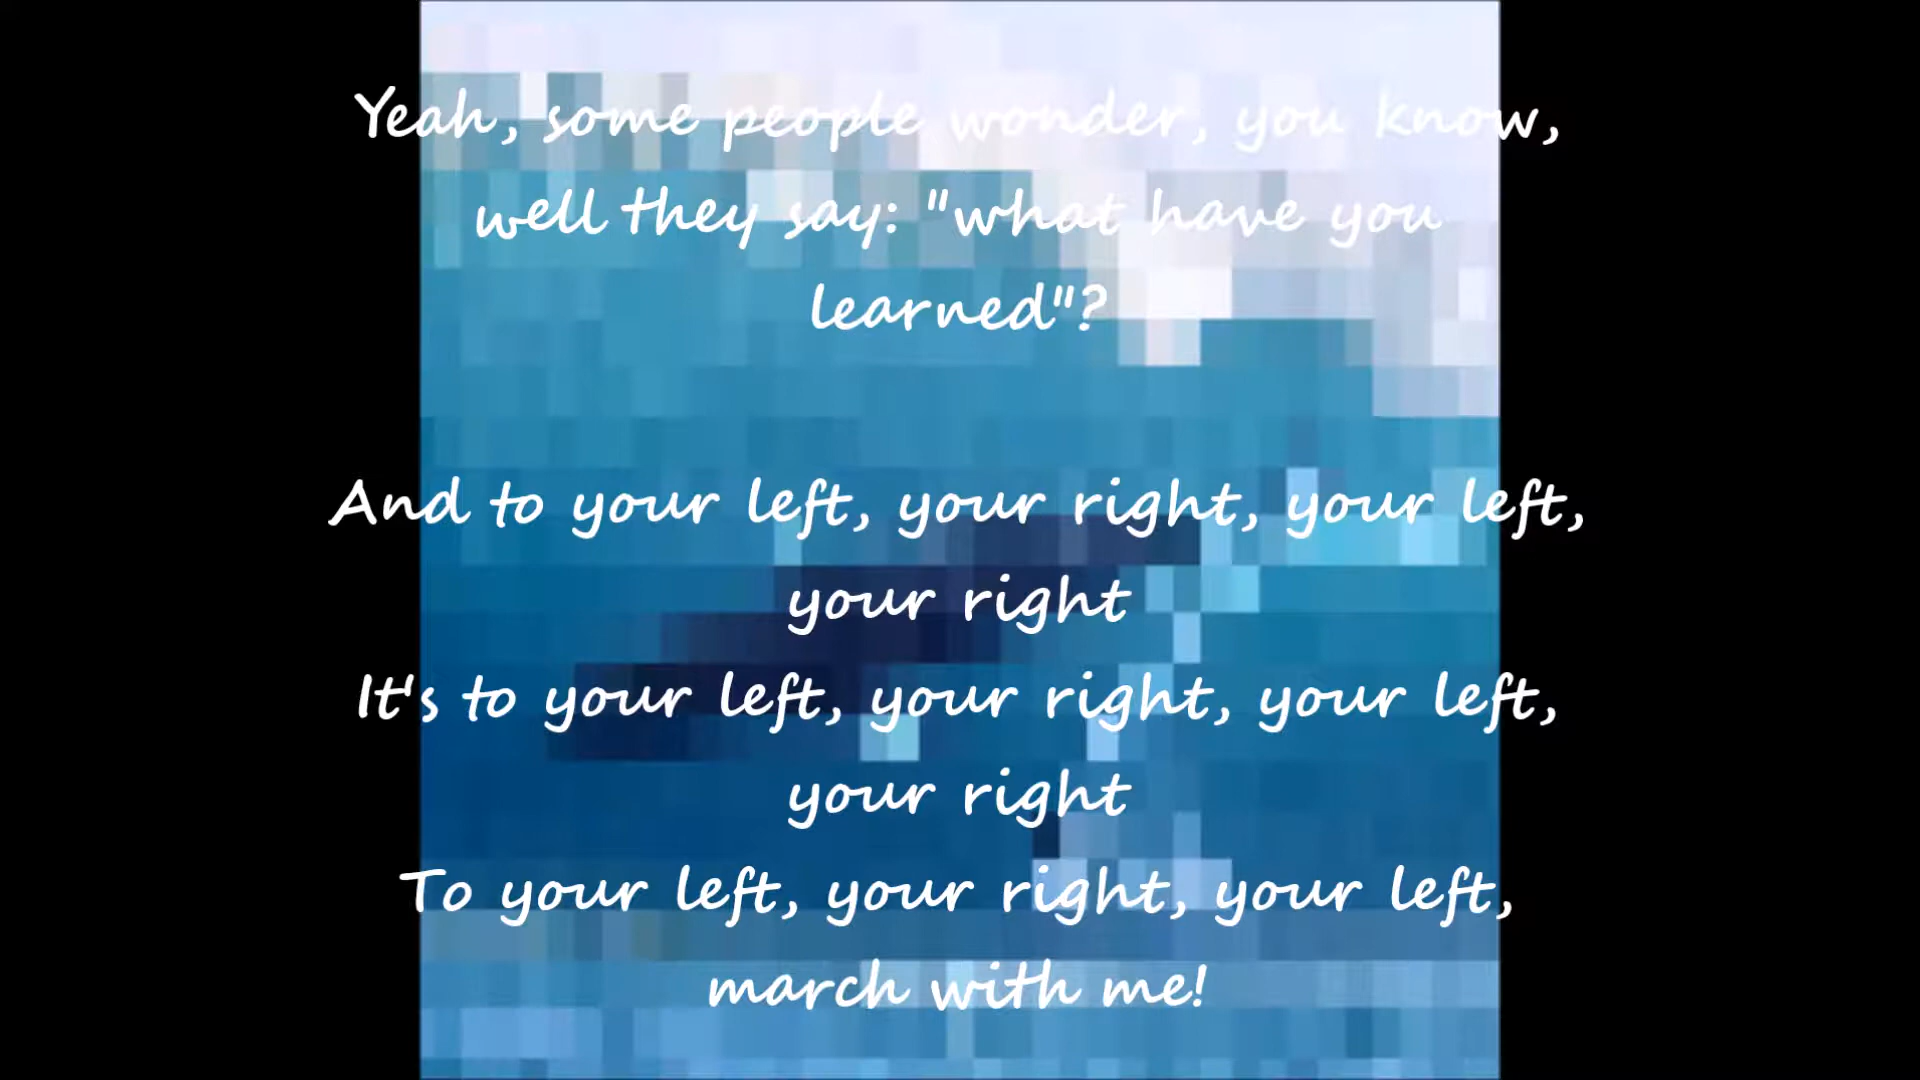 Yeah, some people wonder, you know,
well they say: "what have you
learned"?
And to your left, your right, your left,
your right
It's to your left, your right, your left,
your right
To your left, your right, your left,
march with me!